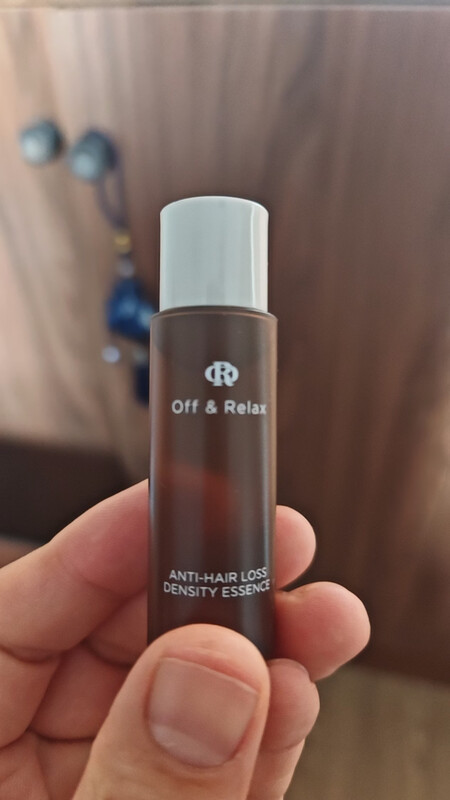 Off & Relax
ANTI-HAIR LOSS
DENSITY ESSENCE